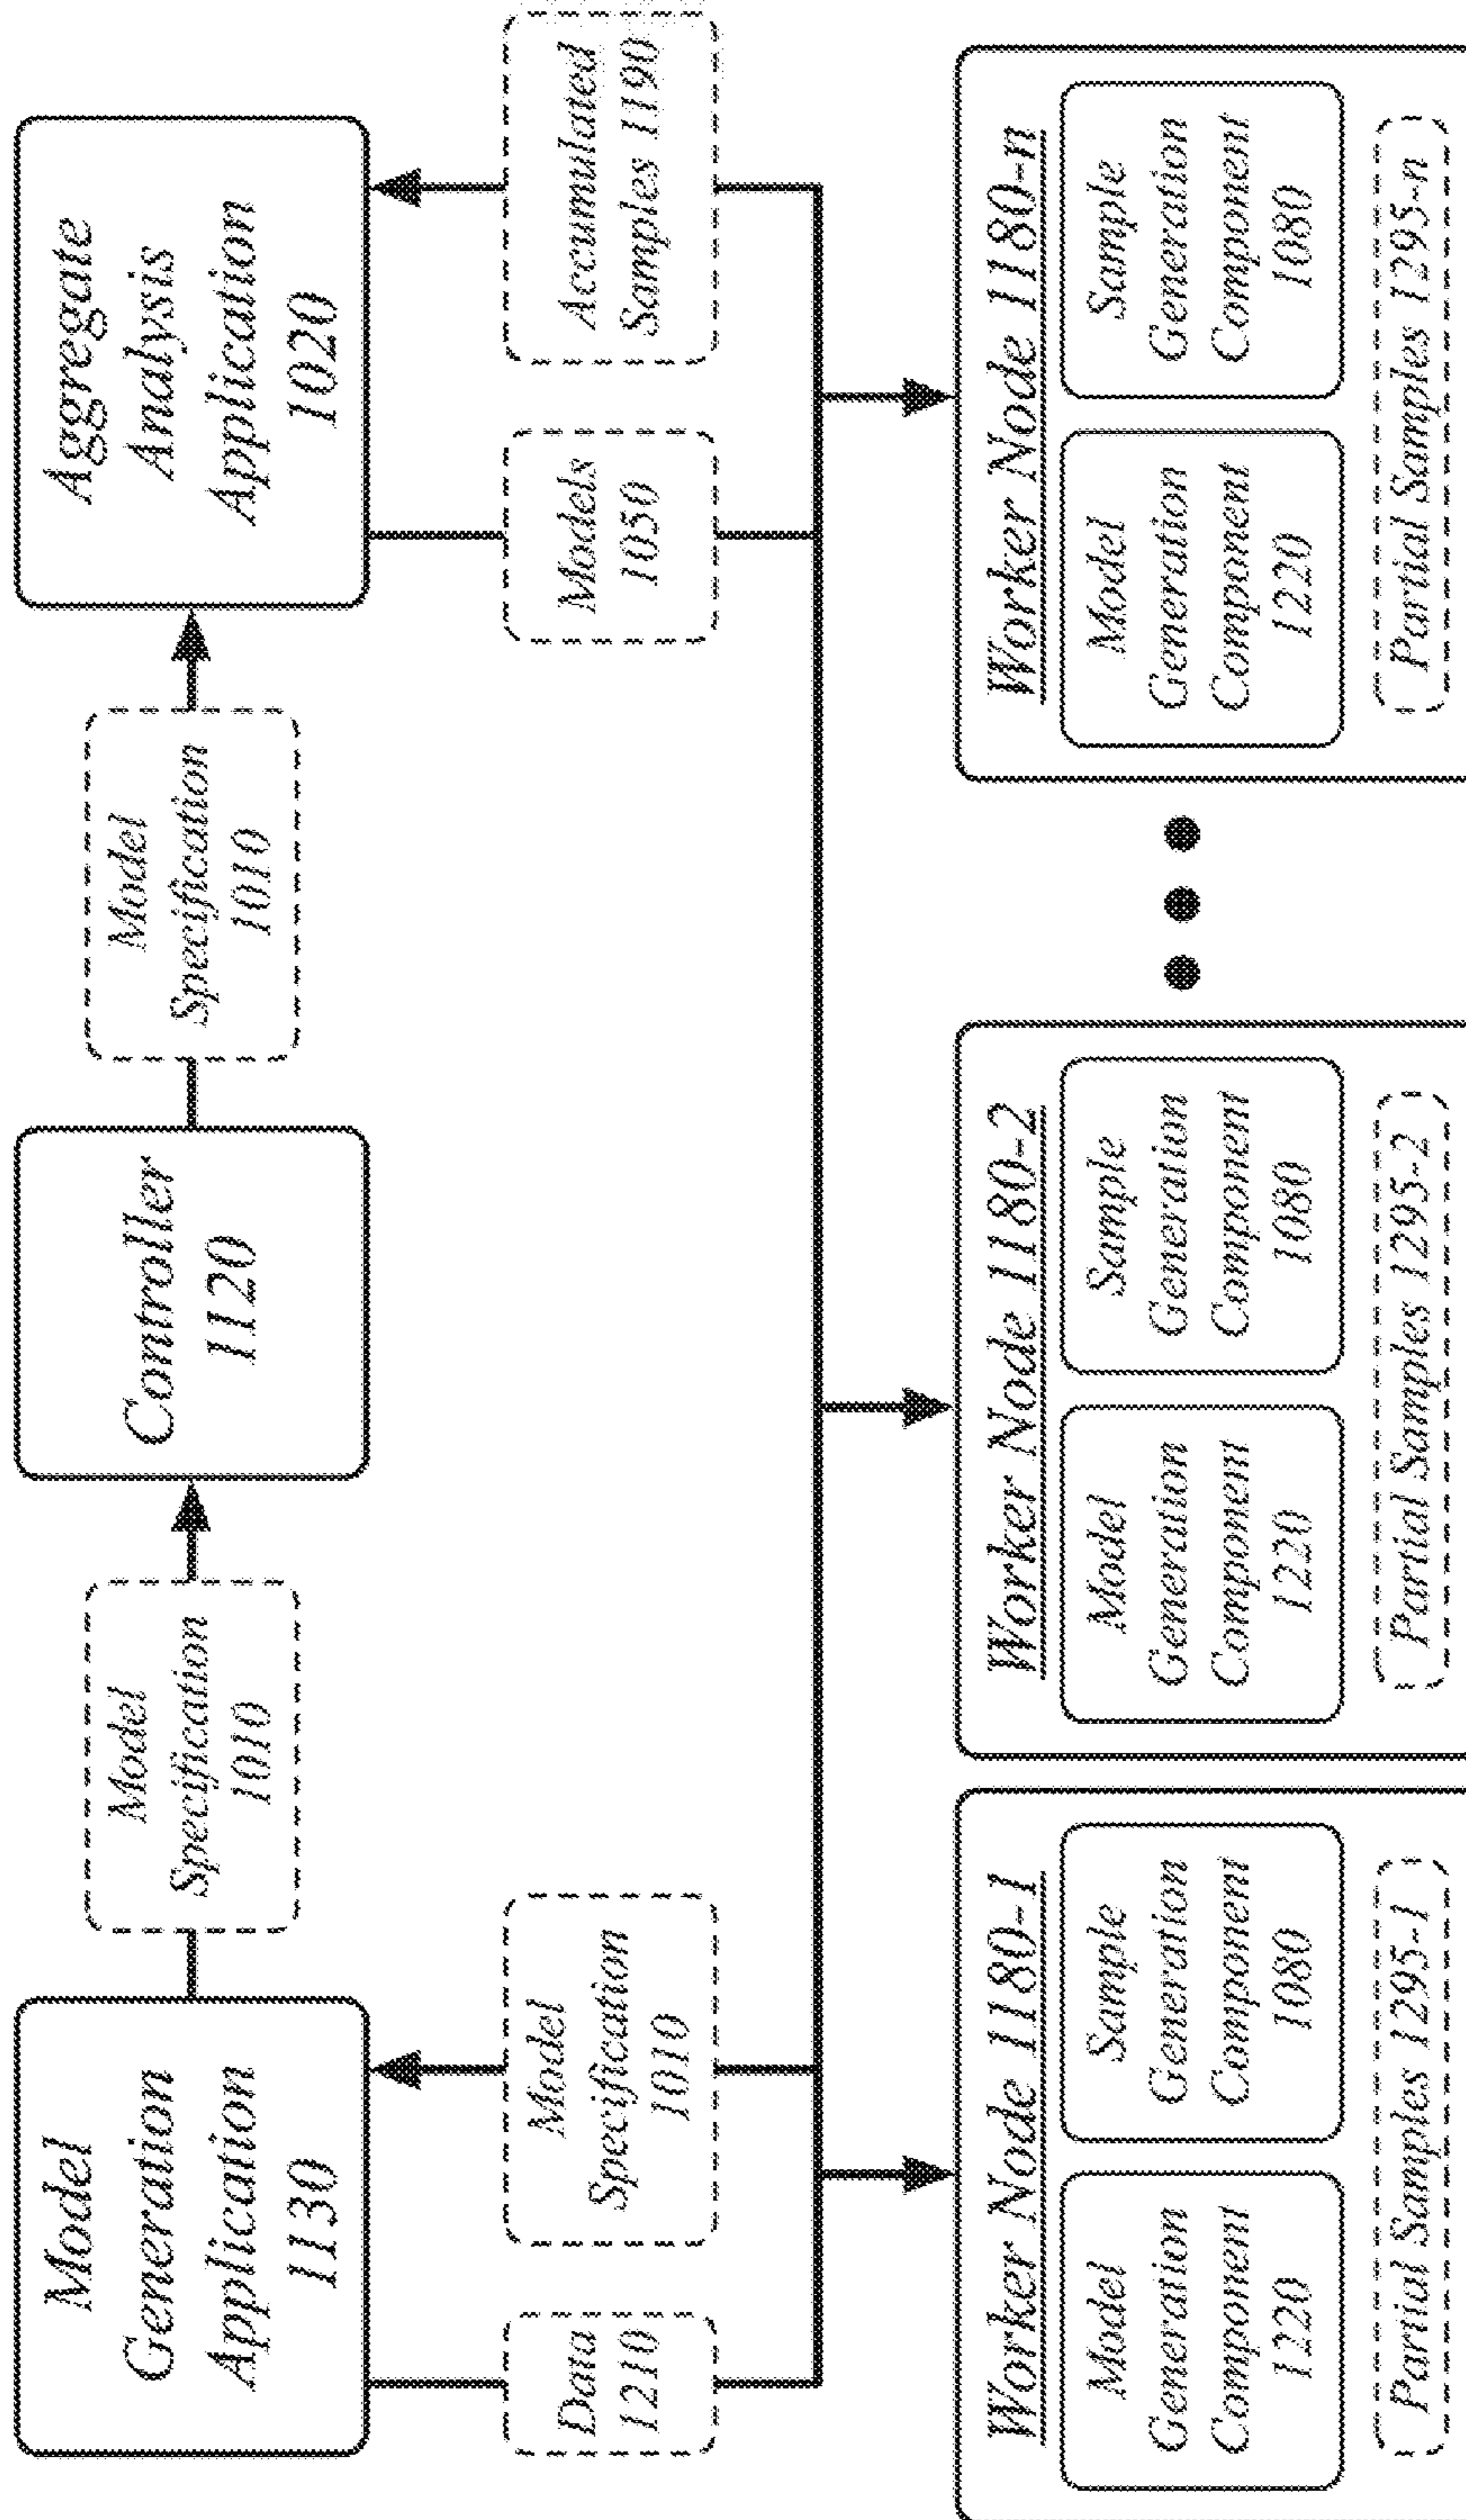 Model
Generation
Application
1130
Model
Specification
1010
Controller
1120
Model
Specification
1010
Aggregate
Analysis
Application
1020
Data
1210
Model
Specification
1010
Models
1050
Accumulated
Samples 1190
Worker Node 1180-1
Model
Generation
Component
1220
Sample
Generation
Component
1080
Partial Samples 1295-1
Worker Node 1180-2
Model
Generation
Component
1220
Sample
Generation
Component
1080
Partial Samples 1295-2
Worker Node 1180-n
Model
Generation
Component
1220
Sample
Generation
Component
1080
Partial Samples 1295-n